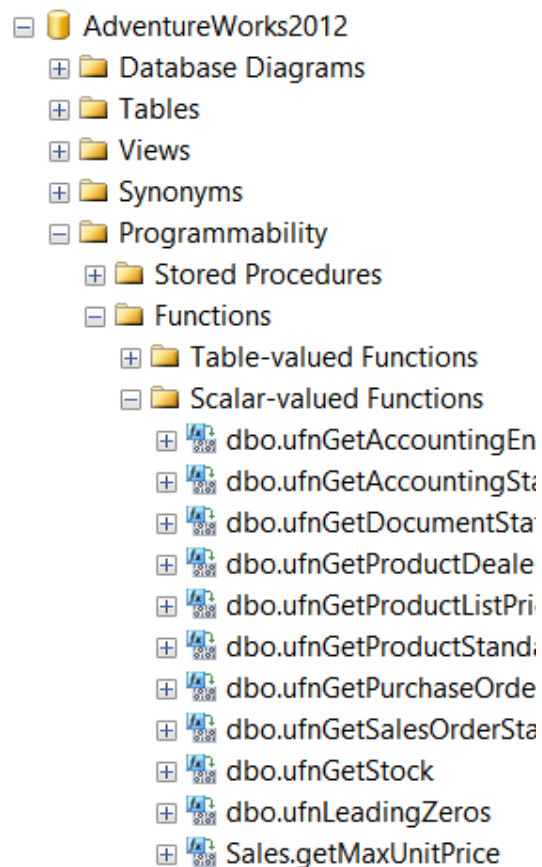 AdventureWorks2012
Database Diagrams
Tables
Views
Synonyms
Programmability
Stored Procedures
Functions
Table-valued Functions
Scalar-valued Functions
dbo.ufnGetAccountingEn
dbo.ufnGetAccountingSta
dbo.ufnGetDocumentStat
dbo.ufnGetProductDeale
dbo.ufnGetProductListPri
dbo.ufnGetProductStanda
dbo.ufnGetPurchaseOrde
dbo.ufnGetSalesOrderSta
dbo.ufnGetStock
dbo.ufnLeadingZeros
Sales.getMaxUnitPrice